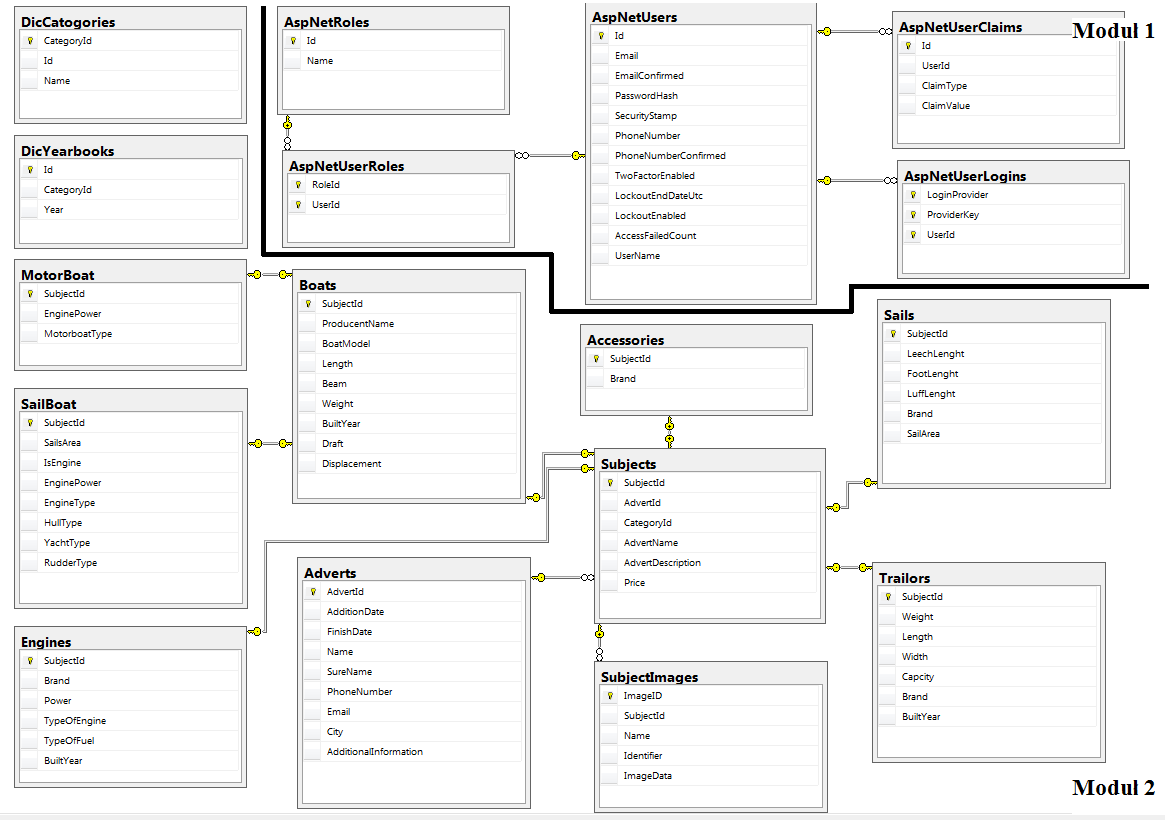 DicCatogories
CategoryId
Id
Name
AspNetRoles
Id
Name
AspNetUsers
Id
Email
EmailConfirmed
PasswordHash
SecurityStamp
PhoneNumber
PhoneNumberConfirmed
TwoFactorEnabled
LockoutEndDateUtc
LockoutEnabled
AccessFailedCount
UserName
AspNetUserClaims
Id
UserId
ClaimType
ClaimValue
Moduł 1
DicYearbooks
Id
CategoryId
Year
AspNetUserRoles
RoleId
UserId
AspNetUserLogins
LoginProvider
ProviderKey
UserId
MotorBoat
SubjectId
EnginePower
MotorboatType
Boats
SubjectId
ProducentName
BoatModel
Length
Beam
Weight
BuiltYear
Draft
Displacement
Accessories
SubjectId
Brand
Sails
SubjectId
LeechLenght
FootLenght
LuffLenght
Brand
SailArea
SailBoat
SubjectId
SailsArea
IsEngine
EnginePower
EngineType
HullType
YachtType
RudderType
Subjects
SubjectId
AdvertId
CategoryId
AdvertName
AdvertDescription
Price
Adverts
AdvertId
AdditionDate
FinishDate
Name
SureName
PhoneNumber
Email
City
AdditionalInformation
Trailors
SubjectId
Weight
Length
Width
Capcity
Brand
BuiltYear
Engines
SubjectId
Brand
Power
TypeOfEngine
TypeOfFuel
BuiltYear
SubjectImages
ImageID
SubjectId
Name
Identifier
ImageData
Moduł 2